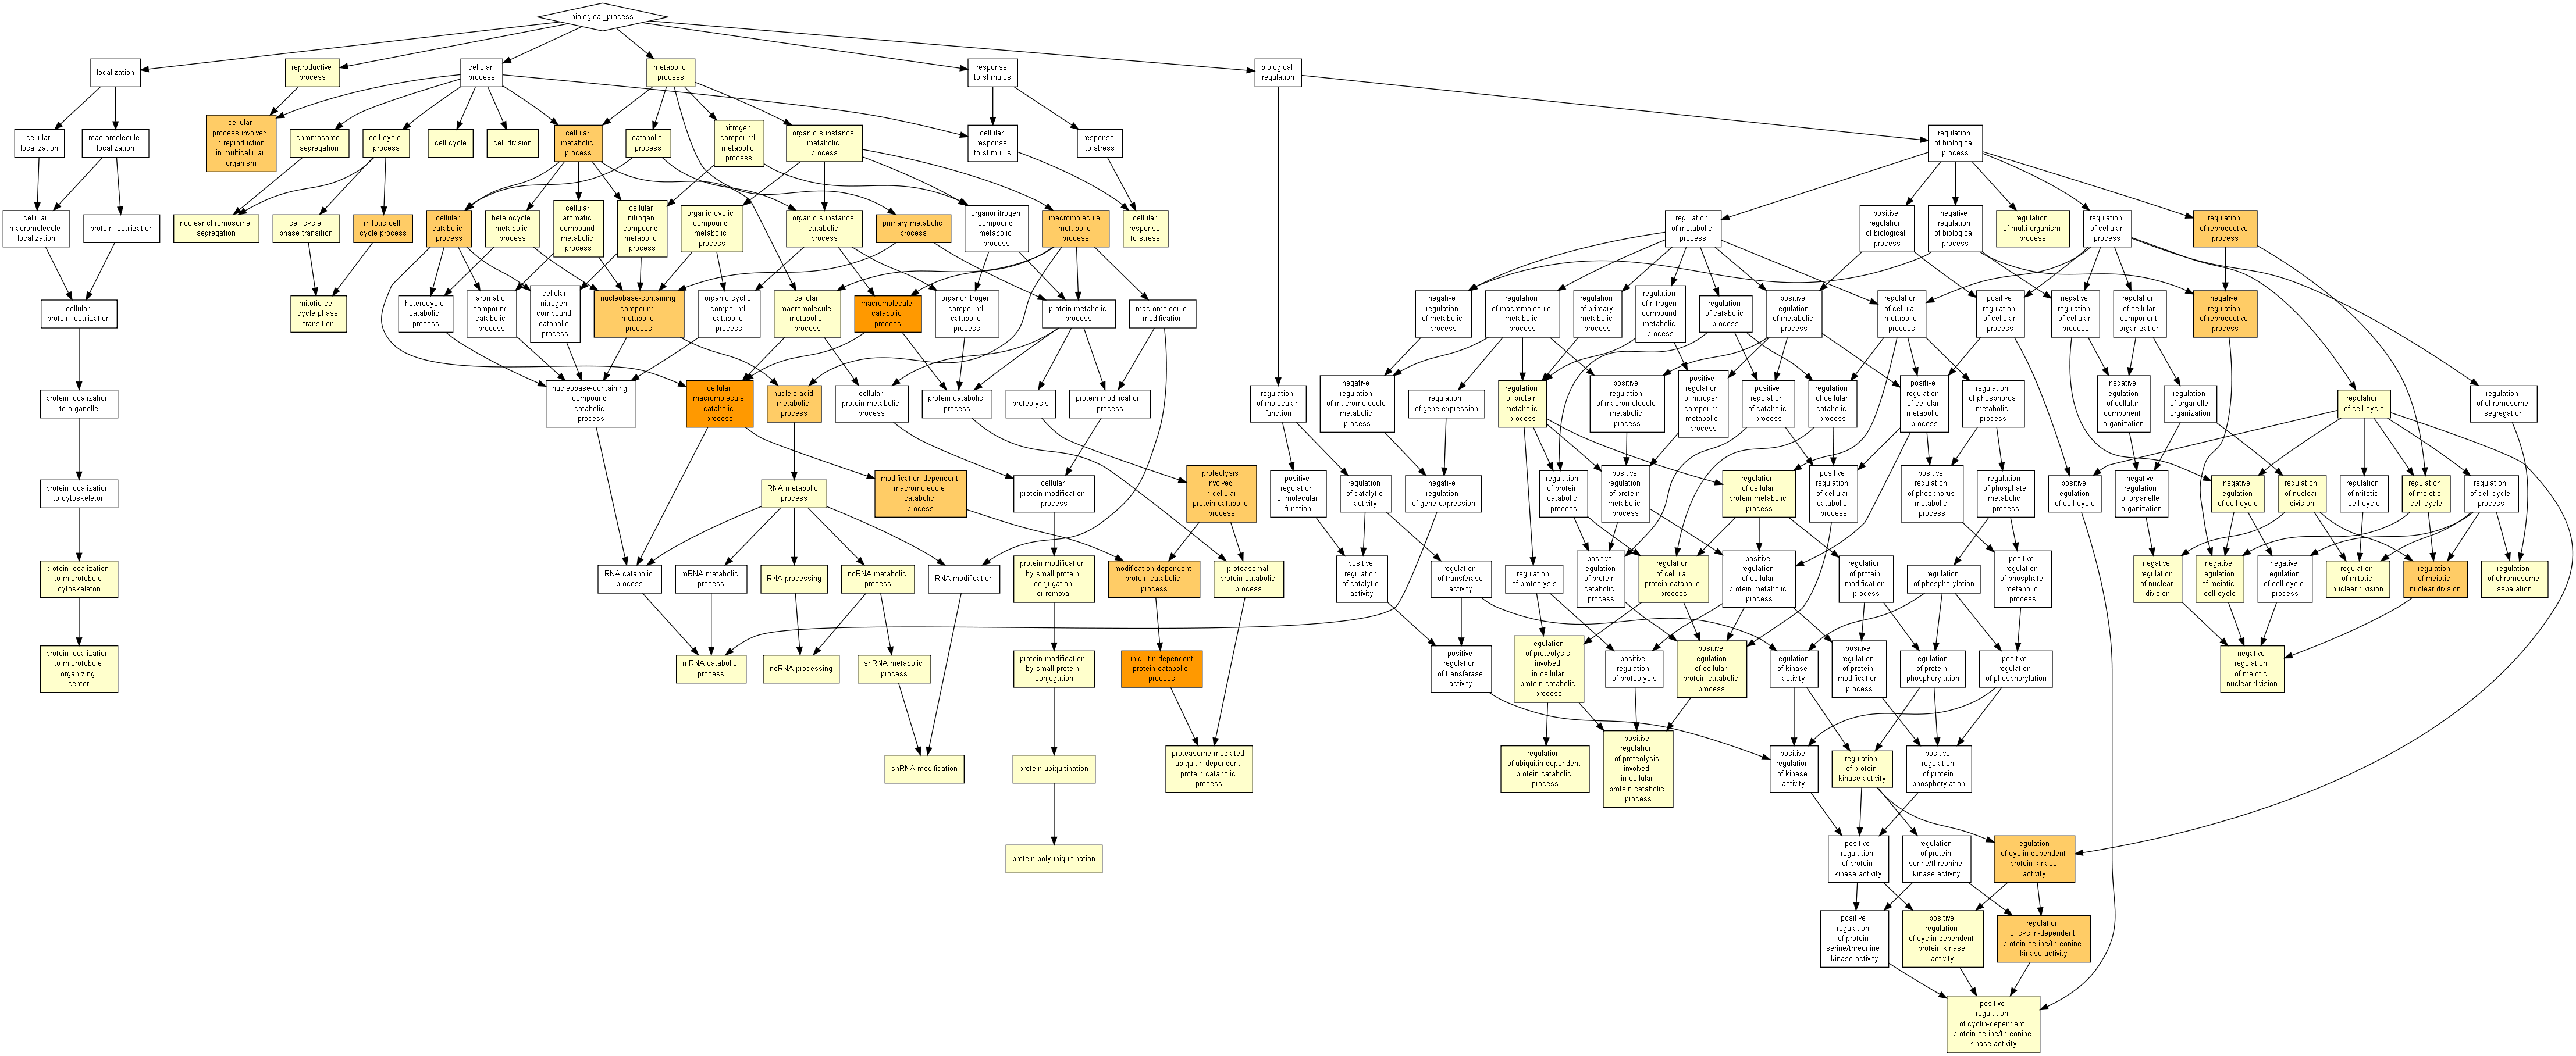 biological_process
localization
reproductive
process
cellular
process
metabolic
process
response
to stimulus
biological
regulation
cellular
localization
macromolecule
localization
cellular
process involved
in reproduction
in multicellular
organism
chromosome
segregation
cell cycle
process
cell cycle
cell division
cellular
metabolic
process
catabolic
process
nitrogen
compound
metabolic
process
organic substance
metabolic
process
cellular
response
to stimulus
response
to stress
regulation
of biological
process
cellular
macromolecule
localization
protein localization
nuclear chromosome
segregation
cell cycle
phase transition
mitotic cell
cycle process
cellular
catabolic
process
heterocycle
metabolic
process
cellular
aromatic
compound
metabolic
process
cellular
nitrogen
compound
metabolic
process
organic cyclic
compound
metabolic
process
organic substance
catabolic
process
primary metabolic
process
organonitrogen
compound
metabolic
process
macromolecule
metabolic
process
cellular
response
to stress
regulation
of metabolic
process
positive
regulation
of biological
process
negative
regulation
of biological
process
regulation
of multi-organism
process
regulation
of cellular
process
regulation
of reproductive
process
cellular
protein localization
mitotic cell
cycle phase
transition
heterocycle
catabolic
process
aromatic
compound
catabolic
process
cellular
nitrogen
compound
catabolic
process
nucleobase-containing
compound
metabolic
process
organic cyclic
compound
catabolic
process
cellular
macromolecule
metabolic
process
macromolecule
catabolic
process
organonitrogen
compound
catabolic
process
protein metabolic
process
macromolecule
modification
negative
regulation
of metabolic
process
regulation
of macromolecule
metabolic
process
regulation
of primary
metabolic
process
regulation
of nitrogen
compound
metabolic
process
regulation
of catabolic
process
positive
regulation
of metabolic
process
regulation
of cellular
metabolic
process
positive
regulation
of cellular
process
negative
regulation
of cellular
process
regulation
of cellular
component
organization
negative
regulation
of reproductive
process
protein localization
to organelle
nucleobase-containing
compound
catabolic
process
cellular
macromolecule
catabolic
process
nucleic acid
metabolic
process
cellular
protein metabolic
process
protein catabolic
process
proteolysis
protein modification
process
regulation
of molecular
function
negative
regulation
of macromolecule
metabolic
process
regulation
of gene expression
regulation
of protein
metabolic
process
positive
regulation
of macromolecule
metabolic
process
positive
regulation
of nitrogen
compound
metabolic
process
positive
regulation
of catabolic
process
regulation
of cellular
catabolic
process
positive
regulation
of cellular
metabolic
process
regulation
of phosphorus
metabolic
process
negative
regulation
of cellular
component
organization
regulation
of organelle
organization
regulation
of cell cycle
regulation
of chromosome
segregation
protein localization
to cytoskeleton
RNA metabolic
process
modification-dependent
macromolecule
catabolic
process
cellular
protein modification
process
proteolysis
involved
in cellular
protein catabolic
process
positive
regulation
of molecular
function
regulation
of catalytic
activity
negative
regulation
of gene expression
regulation
of protein
catabolic
process
positive
regulation
of protein
metabolic
process
regulation
of cellular
protein metabolic
process
positive
regulation
of cellular
catabolic
process
positive
regulation
of phosphorus
metabolic
process
regulation
of phosphate
metabolic
process
positive
regulation
of cell cycle
negative
regulation
of organelle
organization
negative
regulation
of cell cycle
regulation
of nuclear
division
regulation
of mitotic
cell cycle
regulation
of meiotic
cell cycle
regulation
of cell cycle
process
protein localization
to microtubule
cytoskeleton
RNA catabolic
process
mRNA metabolic
process
RNA processing
ncRNA metabolic
process
RNA modification
protein modification
by small protein
conjugation
or removal
modification-dependent
protein catabolic
process
proteasomal
protein catabolic
process
positive
regulation
of catalytic
activity
regulation
of transferase
activity
regulation
of proteolysis
positive
regulation
of protein
catabolic
process
regulation
of cellular
protein catabolic
process
positive
regulation
of cellular
protein metabolic
process
regulation
of protein
modification
process
regulation
of phosphorylation
positive
regulation
of phosphate
metabolic
process
negative
regulation
of nuclear
division
negative
regulation
of meiotic
cell cycle
negative
regulation
of cell cycle
process
regulation
of mitotic
nuclear division
regulation
of meiotic
nuclear division
regulation
of chromosome
separation
protein localization
to microtubule
organizing
center
mRNA catabolic
process
ncRNA processing
snRNA metabolic
process
protein modification
by small protein
conjugation
ubiquitin-dependent
protein catabolic
process
positive
regulation
of transferase
activity
regulation
of proteolysis
involved
in cellular
protein catabolic
process
positive
regulation
of proteolysis
positive
regulation
of cellular
protein catabolic
process
regulation
of kinase
activity
positive
regulation
of protein
modification
process
regulation
of protein
phosphorylation
positive
regulation
of phosphorylation
negative
regulation
of meiotic
nuclear division
snRNA modification
protein ubiquitination
proteasome-mediated
ubiquitin-dependent
protein catabolic
process
regulation
of ubiquitin-dependent
protein catabolic
process
positive
regulation
of proteolysis
involved
in cellular
protein catabolic
process
positive
regulation
of kinase
activity
regulation
of protein
kinase activity
positive
regulation
of protein
phosphorylation
protein polyubiquitination
positive
regulation
of protein
kinase activity
regulation
of protein
serine/threonine
kinase activity
regulation
of cyclin-dependent
protein kinase
activity
positive
regulation
of protein
serine/threonine
kinase activity
positive
regulation
of cyclin-dependent
protein kinase
activity
regulation
of cyclin-dependent
protein serine/threonine
kinase activity
positive
regulation
of cyclin-dependent
protein serine/threonine
kinase activity